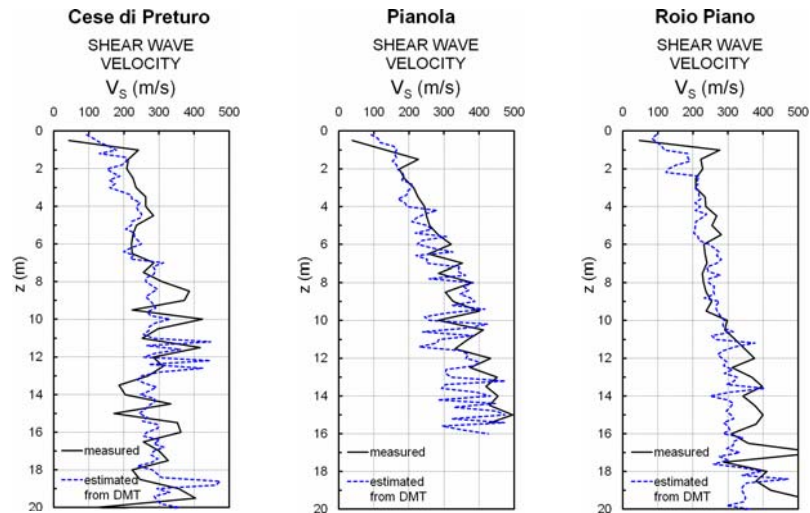 Cese di Preturo
SHEAR WAVE
VELOCITY
V_S (m/s)
0 100 200 300 400 500
z (m)
0
2
4
6
8
10
12
14
16
18
20
measured
estimated
from DMT
Pianola
SHEAR WAVE
VELOCITY
V_S (m/s)
0 100 200 300 400 500
z (m)
0
2
4
6
8
10
12
14
16
18
20
measured
estimated
from DMT
Roio Piano
SHEAR WAVE
VELOCITY
V_S (m/s)
0 100 200 300 400 500
z (m)
0
2
4
6
8
10
12
14
16
18
20
measured
estimated
from DMT